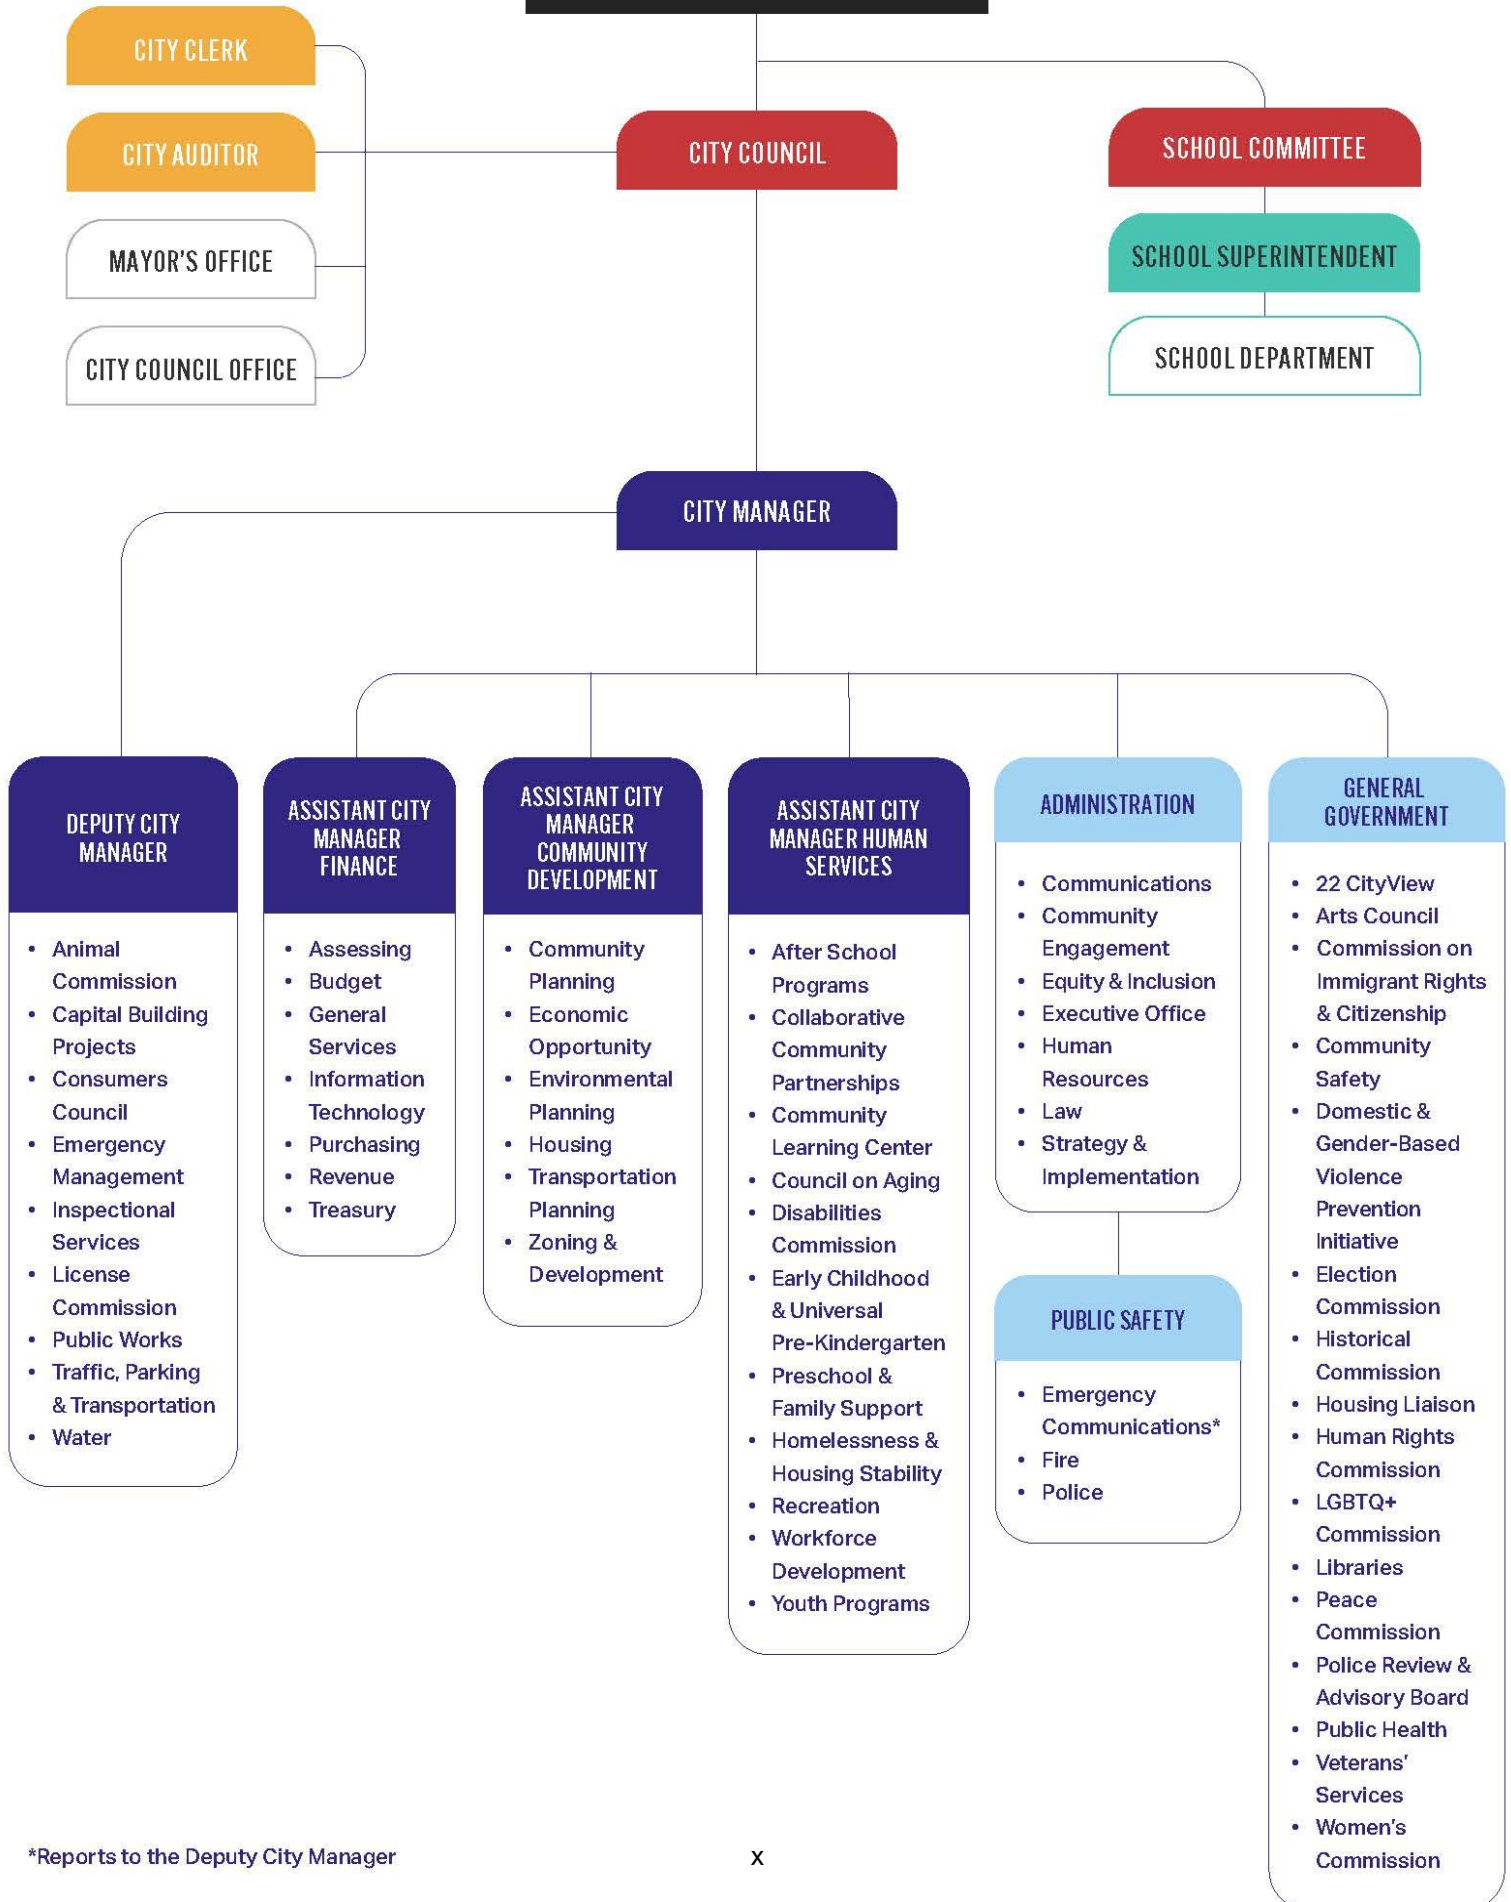 CITY CLERK
CITY AUDITOR
MAYOR'S OFFICE
CITY COUNCIL OFFICE
CITY COUNCIL
SCHOOL COMMITTEE
SCHOOL SUPERINTENDENT
SCHOOL DEPARTMENT
CITY MANAGER
DEPUTY CITY
MANAGER
• Animal
Commission
• Capital Building
Projects
• Consumers
Council
• Emergency
Management
• Inspectional
Services
• License
Commission
• Public Works
• Traffic, Parking
& Transportation
• Water
ASSISTANT CITY
MANAGER
FINANCE
• Assessing
• Budget
• General
Services
• Information
Technology
• Purchasing
• Revenue
• Treasury
ASSISTANT CITY
MANAGER
COMMUNITY
DEVELOPMENT
• Community
Planning
• Economic
Opportunity
• Environmental
Planning
• Housing
• Transportation
Planning
• Zoning &
Development
ASSISTANT CITY
MANAGER HUMAN
SERVICES
• After School
Programs
• Collaborative
Community
Partnerships
• Community
Learning Center
• Council on Aging
• Disabilities
Commission
• Early Childhood
& Universal
Pre-Kindergarten
• Preschool &
Family Support
• Homelessness &
Housing Stability
• Recreation
• Workforce
Development
• Youth Programs
ADMINISTRATION
• Communications
• Community
Engagement
• Equity & Inclusion
• Executive Office
• Human
Resources
• Law
• Strategy &
Implementation
PUBLIC SAFETY
• Emergency
Communications*
• Fire
• Police
GENERAL
GOVERNMENT
• 22 CityView
• Arts Council
• Commission on
Immigrant Rights
& Citizenship
• Community
Safety
• Domestic &
Gender-Based
Violence
Prevention
Initiative
• Election
Commission
• Historical
Commission
• Housing Liaison
• Human Rights
Commission
• LGBTQ+
Commission
• Libraries
• Peace
Commission
• Police Review &
Advisory Board
• Public Health
• Veterans'
Services
• Women's
Commission
*Reports to the Deputy City Manager
x